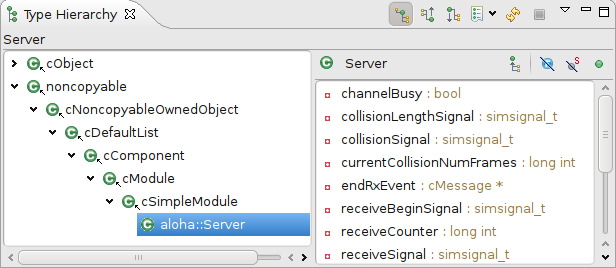 Type Hierarchy
Server
cObject
noncopyable
cNoncopyableOwnedObject
cDefaultList
cComponent
cModule
cSimpleModule
aloha::Server
Server
channelBusy : bool
collisionLengthSignal : simsignal_t
collisionSignal : simsignal_t
currentCollisionNumFrames : long int
endRxEvent : cMessage *
receiveBeginSignal : simsignal_t
receiveCounter : long int
receiveSignal : simsignal_t